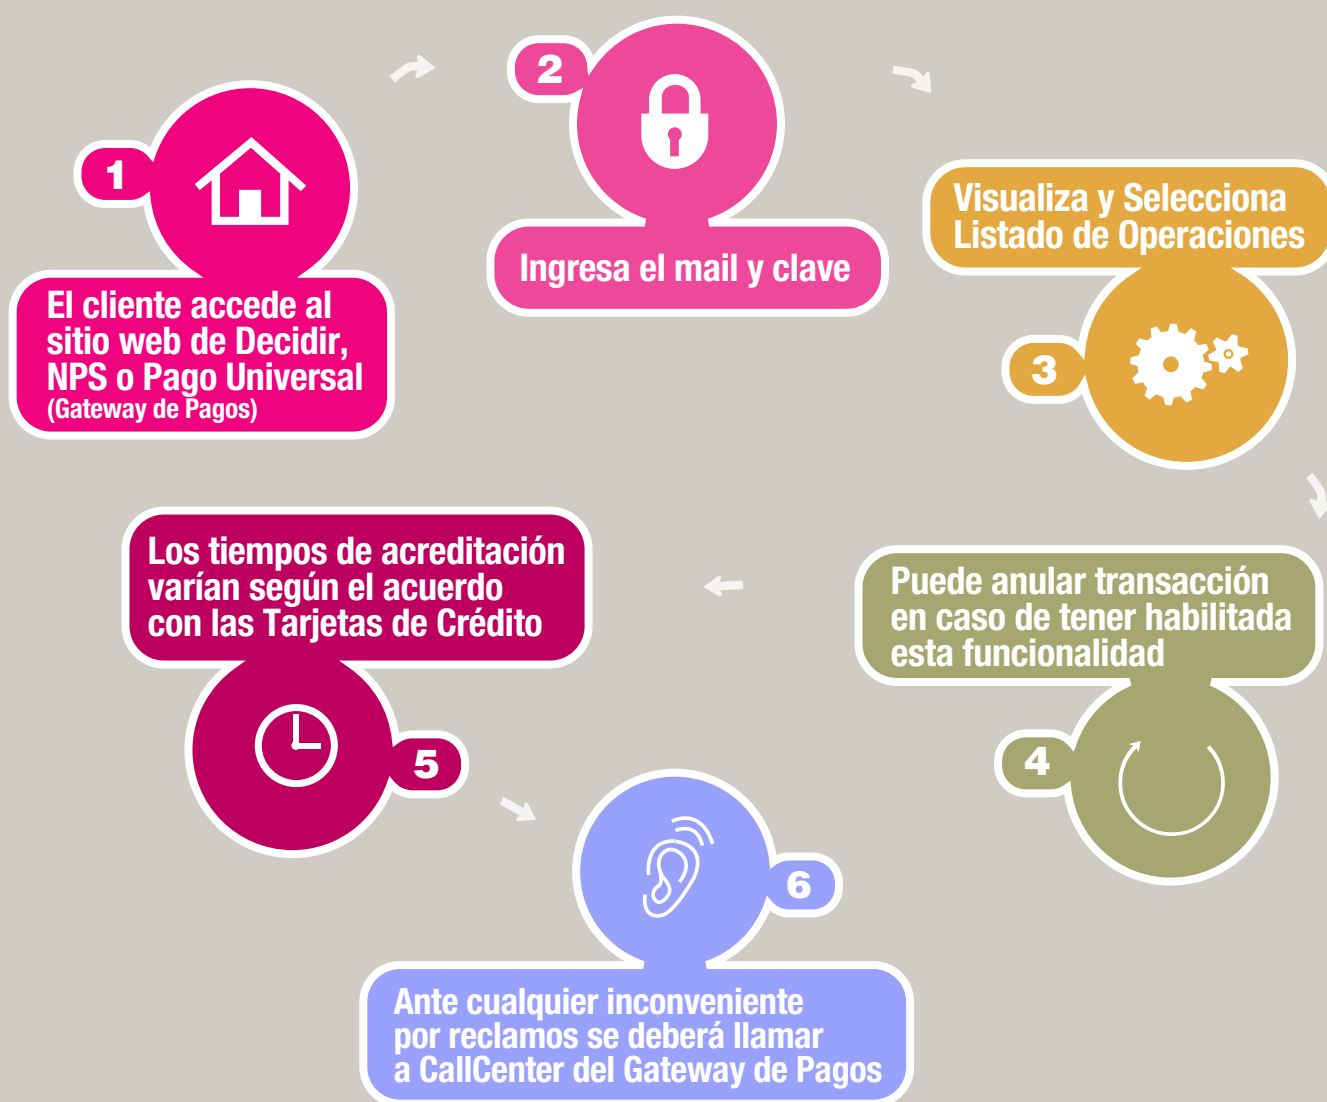 1
El cliente accede al
sitio web de Decidir,
NPS o Pago Universal
(Gateway de Pagos)
2
Ingresa el mail y clave
Visualiza y Selecciona
Listado de Operaciones
3
Puede anular transacción
en caso de tener habilitada
esta funcionalidad
4
Los tiempos de acreditación
varían según el acuerdo
con las Tarjetas de Crédito
5
6
Ante cualquier inconveniente
por reclamos se deberá llamar
a CallCenter del Gateway de Pagos